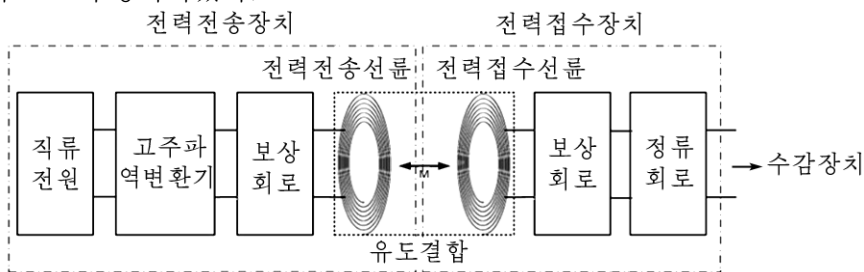 전력전송장치 전력접수장치
전력전송선륜 전력접수선륜
직류
전원
고주파
역변환기
보상
회로
M
보상
회로
정류
회로
수감장치
유도결합